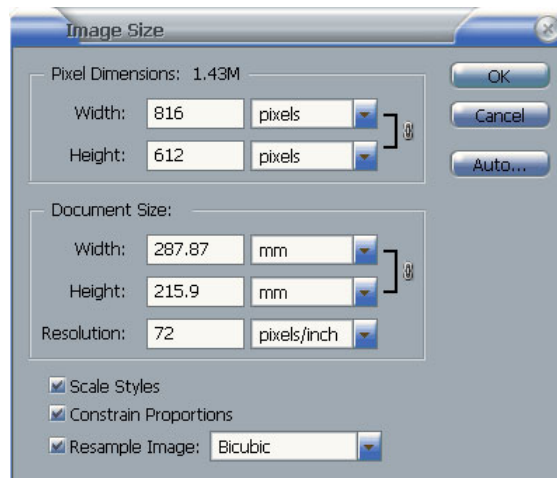 Image Size
Pixel Dimensions: 1.43M
OK
Width: 816 pixels
Cancel
Height: 612 pixels
Auto...
Document Size:
Width: 287.87 mm
Height: 215.9 mm
Resolution: 72 pixels/inch
Scale Styles
Constrain Proportions
Resample Image: Bicubic